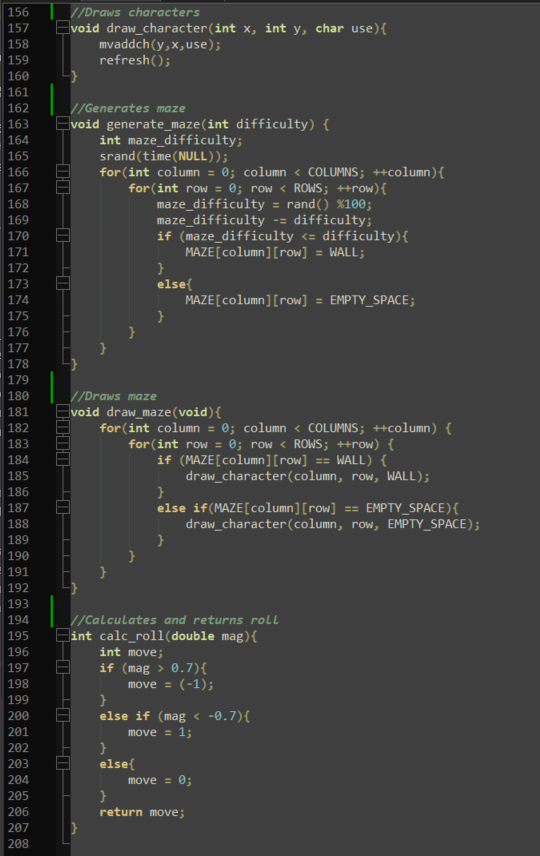 156 //Draws characters
157 void draw_character(int x, int y, char use){
158     mvaddch(y,x,use);
159     refresh();
160 }
161
162 //Generates maze
163 void generate_maze(int difficulty) {
164     int maze_difficulty;
165     srand(time(NULL));
166     for(int column = 0; column < COLUMNS; ++column){
167         for(int row = 0; row < ROWS; ++row){
168             maze_difficulty = rand() %100;
169             maze_difficulty -= difficulty;
170             if (maze_difficulty <= difficulty){
171                 MAZE[column][row] = WALL;
172             }
173             else{
174                 MAZE[column][row] = EMPTY_SPACE;
175             }
176         }
177     }
178 }
179
180 //Draws maze
181 void draw_maze(void){
182     for(int column = 0; column < COLUMNS; ++column) {
183         for(int row = 0; row < ROWS; ++row) {
184             if (MAZE[column][row] == WALL) {
185                 draw_character(column, row, WALL);
186             }
187             else if(MAZE[column][row] == EMPTY_SPACE){
188                 draw_character(column, row, EMPTY_SPACE);
189             }
190         }
191     }
192 }
193
194 //Calculates and returns roll
195 int calc_roll(double mag){
196     int move;
197     if (mag > 0.7){
198         move = (-1);
199     }
200     else if (mag < -0.7){
201         move = 1;
202     }
203     else{
204         move = 0;
205     }
206     return move;
207 }
208